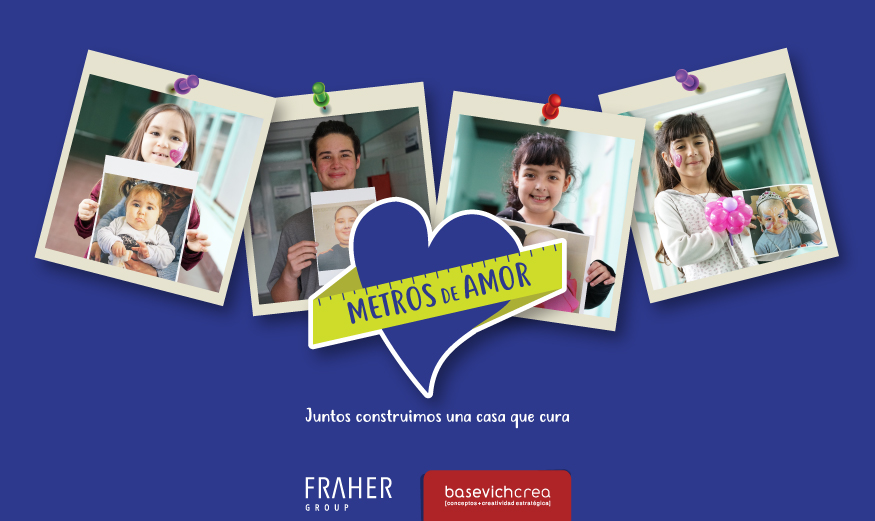 METROS DE AMOR
Juntos construimos una casa que cura
FRAHER
GROUP
basevichcrea
[conceptos+creatividad estratégica]